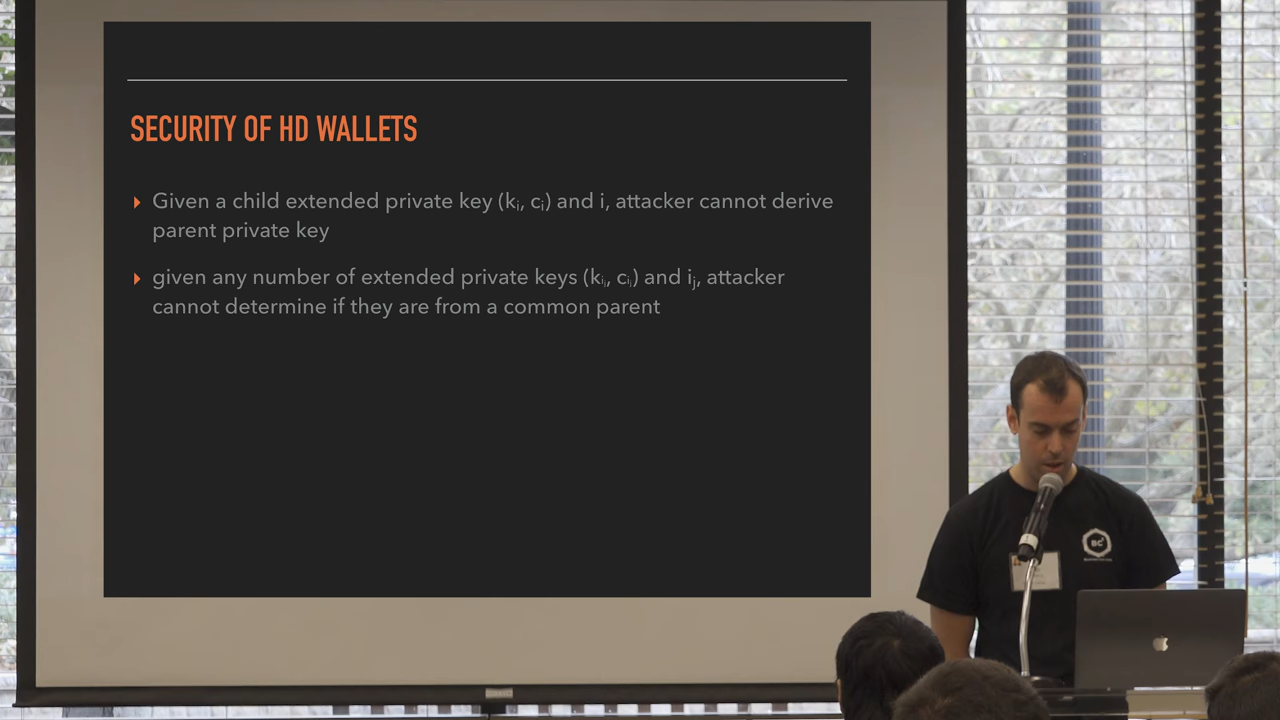 SECURITY OF HD WALLETS
Given a child extended private key (kᵢ, cᵢ) and i, attacker cannot derive
parent private key
given any number of extended private keys (kᵢⱼ, cᵢⱼ) and iⱼ, attacker
cannot determine if they are from a common parent
BC